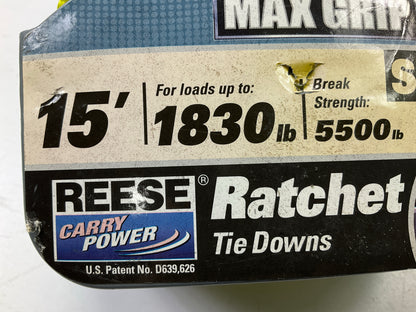 MAX GRIP
S
15'
For loads up to:
1830 lb
Break
Strength:
5500 lb
REESE®
CARRY
POWER
U.S. Patent No. D639,626
Ratchet
Tie Downs